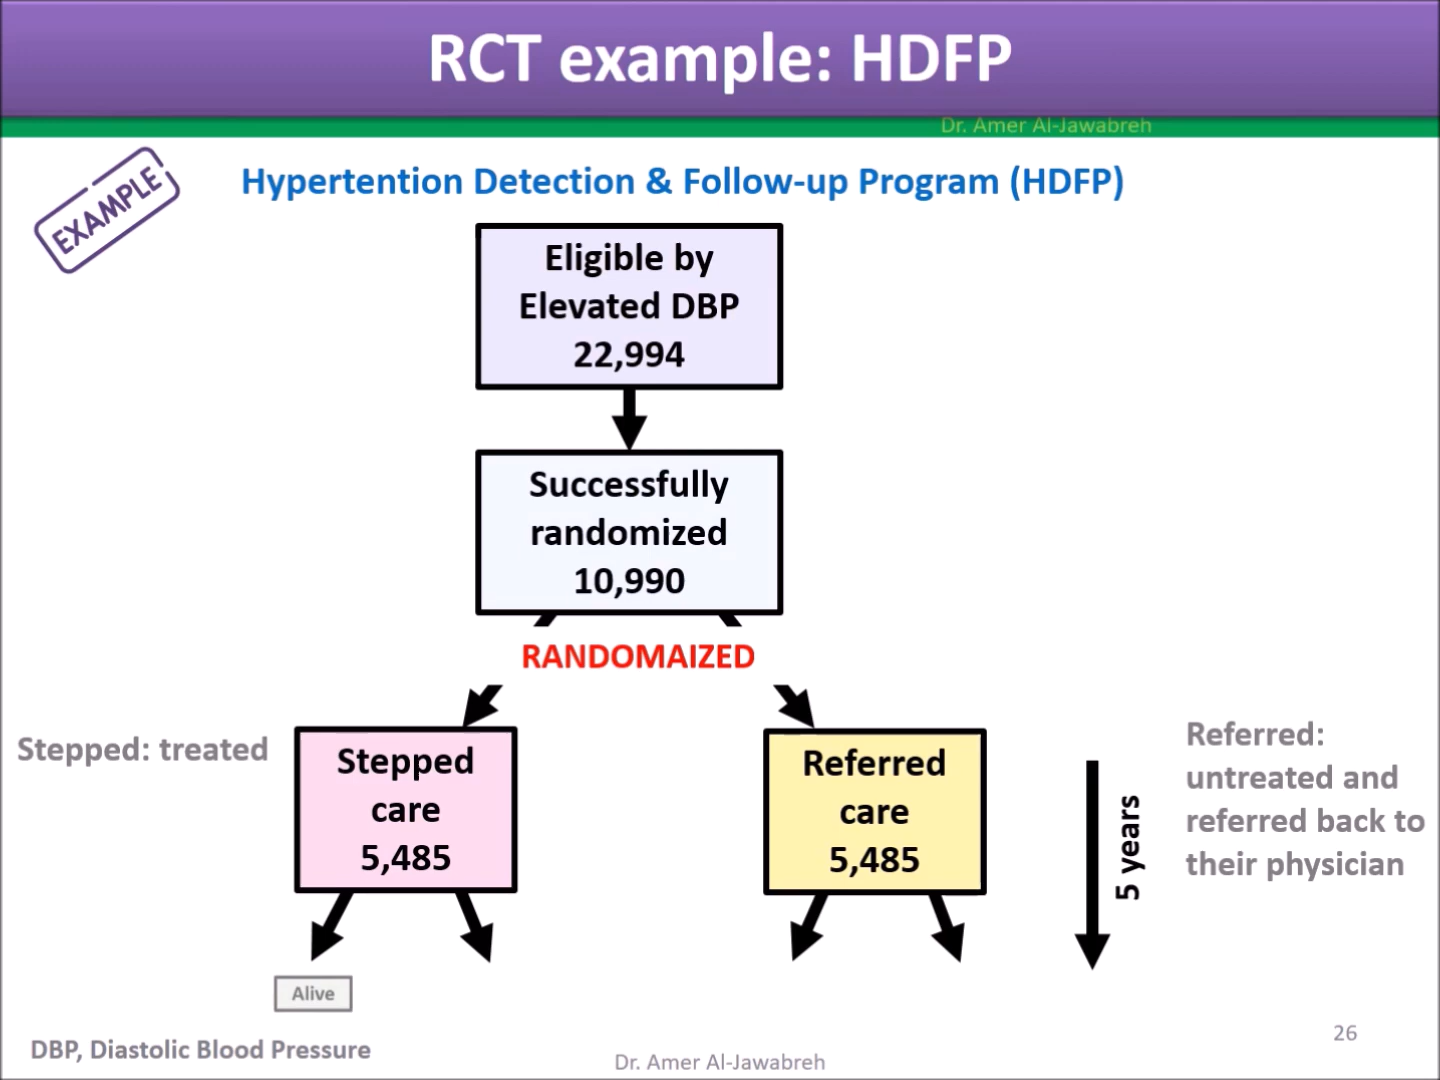 RCT example: HDFP
Dr. Amer Al-Jawabreh
EXAMPLE
Hypertention Detection & Follow-up Program (HDFP)
Eligible by
Elevated DBP
22,994
Successfully
randomized
10,990
RANDOMAIZED
Stepped: treated
Stepped
care
5,485
Referred
care
5,485
5 years
Referred:
untreated and
referred back to
their physician
Alive
DBP, Diastolic Blood Pressure
Dr. Amer Al-Jawabreh
26